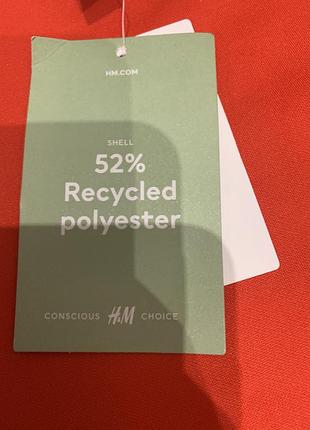 HM.COM
SHELL
52%
Recycled
polyester
CONSCIOUS H&M CHOICE